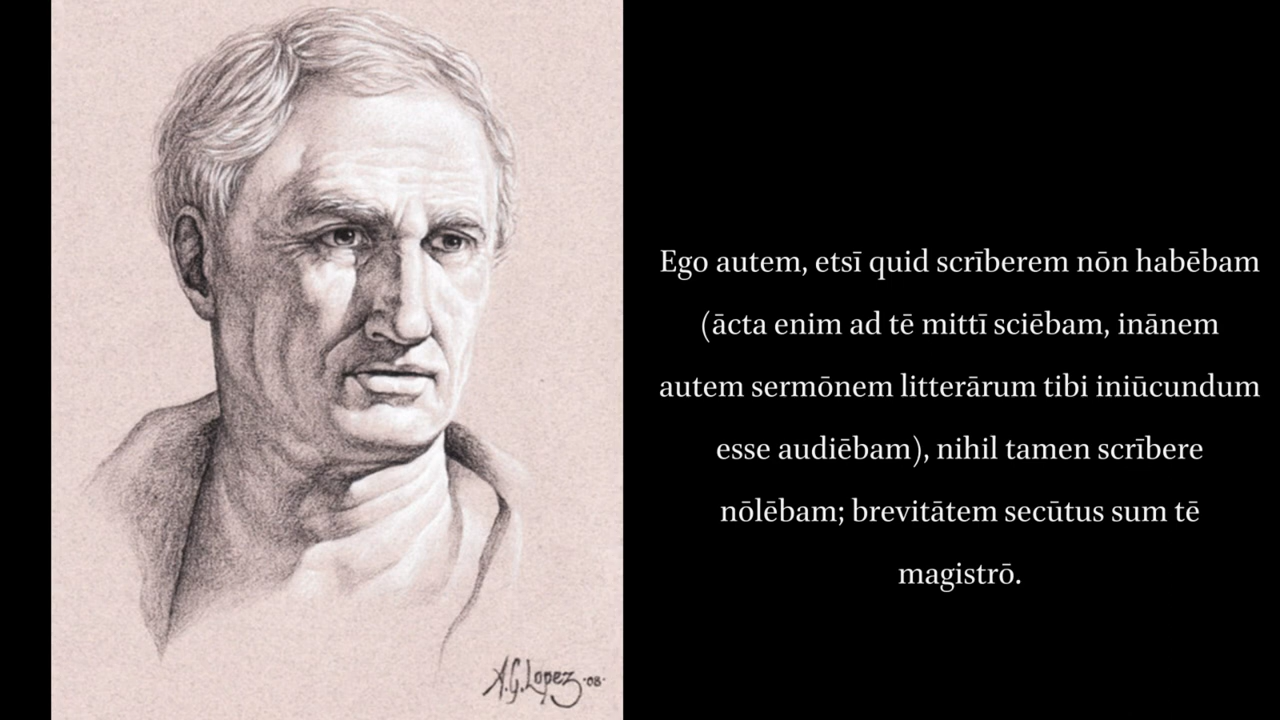 Ego autem, etsī quid scrīberem nōn habēbam
(ācta enim ad tē mittī sciēbam, inānem
autem sermōnem litterārum tibi iniūcundum
esse audiēbam), nihil tamen scrībere
nōlēbam; brevitātem secūtus sum tē
magistrō.
A.G.Lopez ·08·